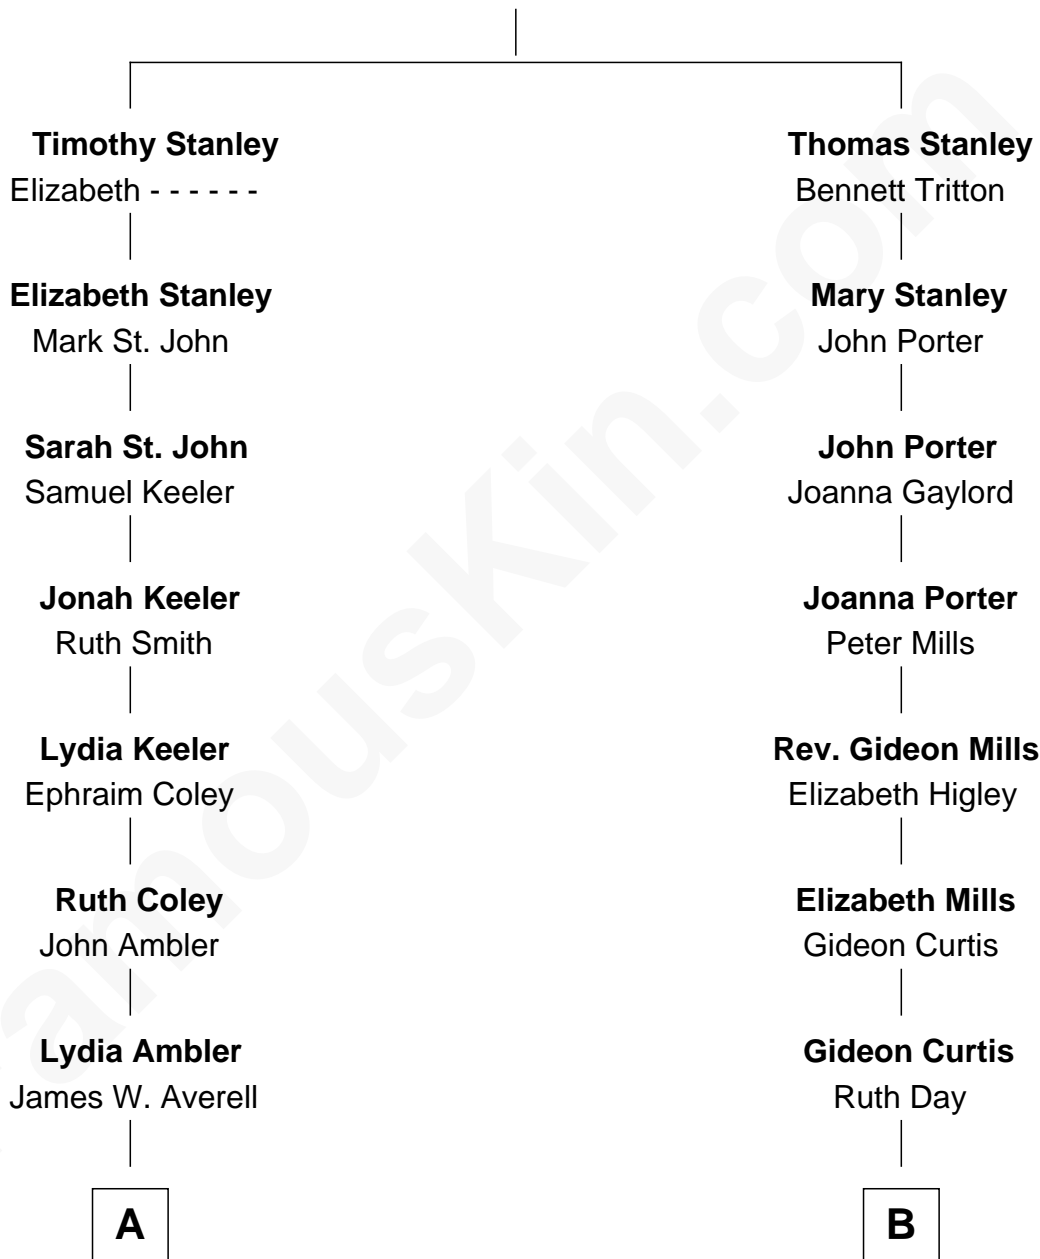 Timothy Stanley
Elizabeth - - - - - -
Elizabeth Stanley
Mark St. John
Sarah St. John
Samuel Keeler
Jonah Keeler
Ruth Smith
Lydia Keeler
Ephraim Coley
Ruth Coley
John Ambler
Lydia Ambler
James W. Averell
A
Thomas Stanley
Bennett Tritton
Mary Stanley
John Porter
John Porter
Joanna Gaylord
Joanna Porter
Peter Mills
Rev. Gideon Mills
Elizabeth Higley
Elizabeth Mills
Gideon Curtis
Gideon Curtis
Ruth Day
B
amousKin.com